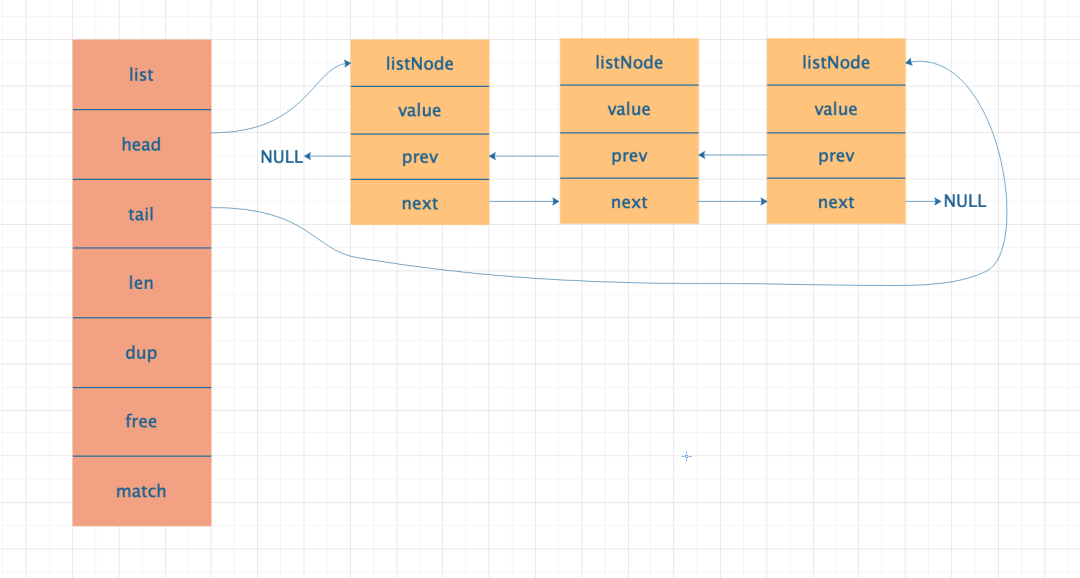 list
head
tail
len
dup
free
match
listNode
value
prev
next
listNode
value
prev
next
listNode
value
prev
next
NULL
NULL